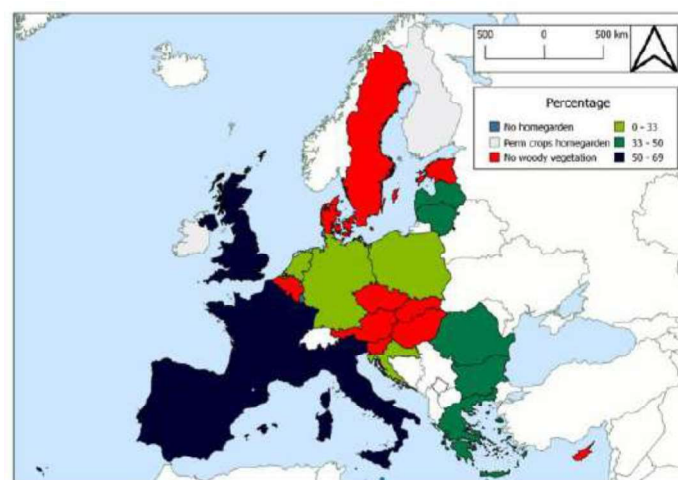 500 0 500 km
Percentage
No homegarden 0 - 33
Perm crops homegarden 33 - 50
No woody vegetation 50 - 69